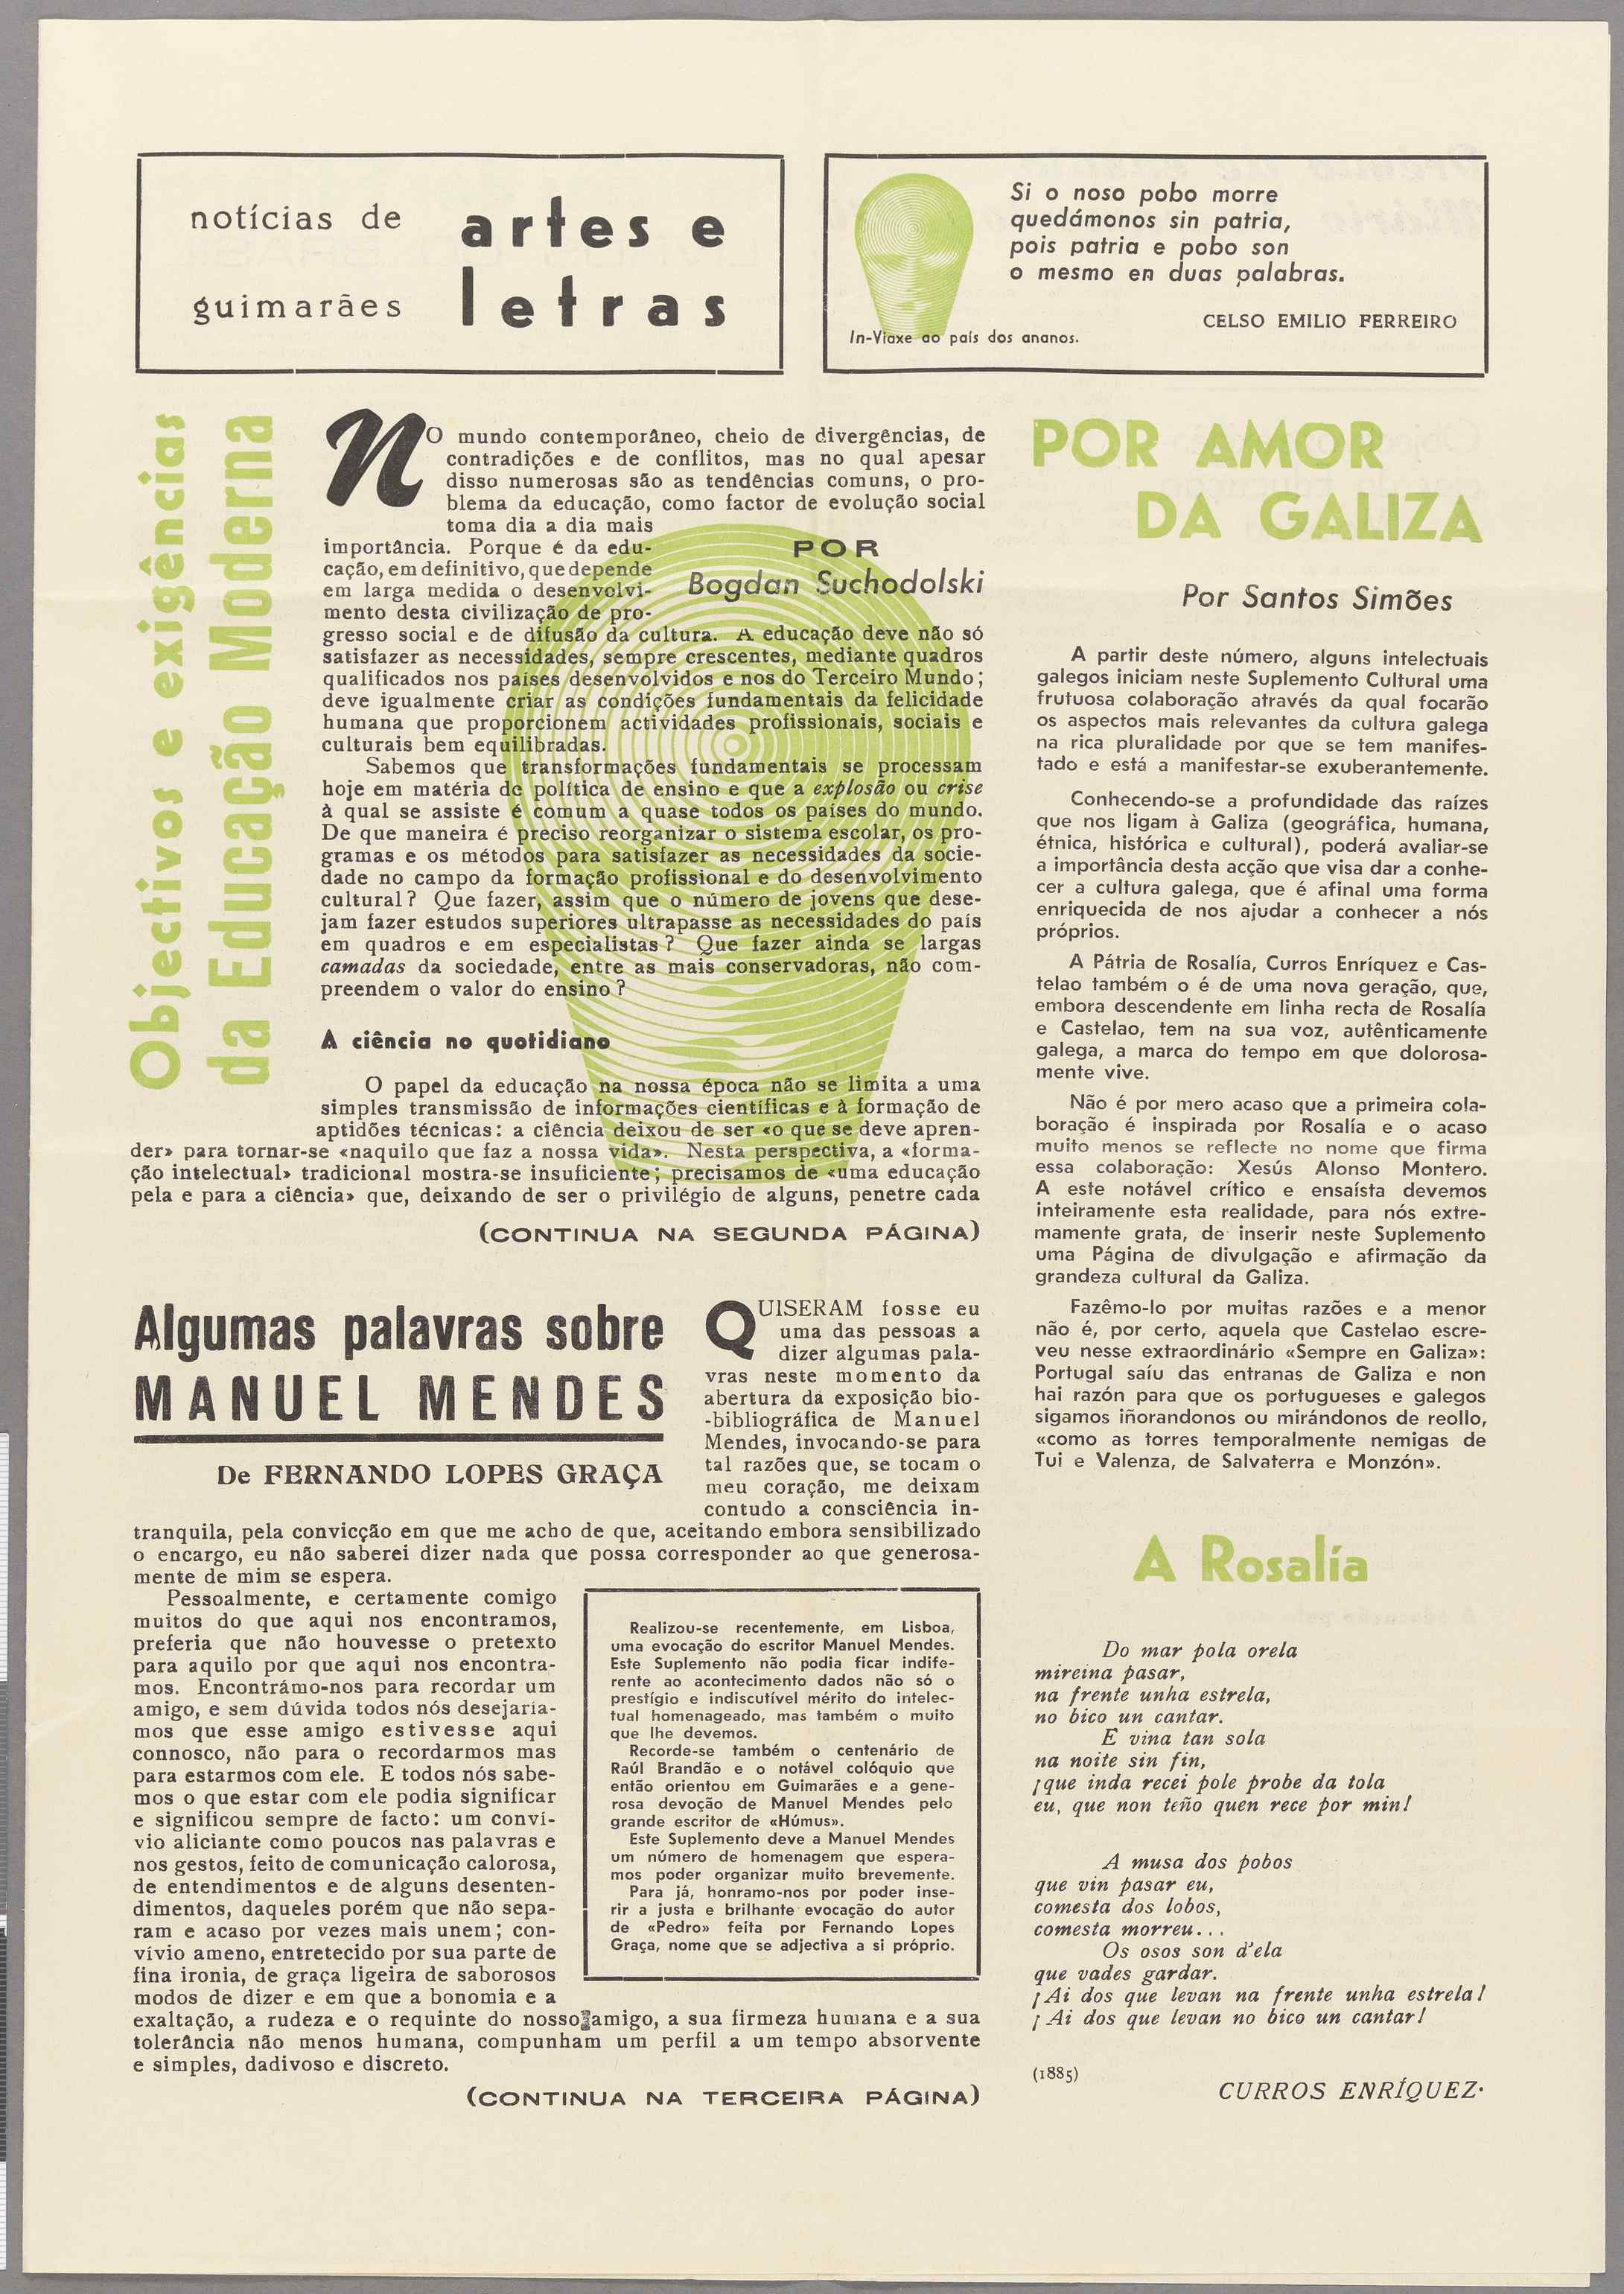 notícias de
guimarães
artes e
letras
Si o noso pobo morre
quedámonos sin patria,
pois patria e pobo son
o mesmo en duas palabras.
CELSO EMILIO FERREIRO
In-Viaxe ao país dos ananos.
Objectivos e exigências
da Educação Moderna
NO mundo contemporâneo, cheio de divergências, de
contradições e de conflitos, mas no qual apesar
disso numerosas são as tendências comuns, o pro-
blema da educação, como factor de evolução social
toma dia a dia mais
importância. Porque é da edu-
cação, em definitivo, que depende
em larga medida o desenvolvi-
mento desta civilização de pro-
POR
Bogdan Suchodolski
gresso social e de difusão da cultura. A educação deve não só
satisfazer as necessidades, sempre crescentes, mediante quadros
qualificados nos países desenvolvidos e nos do Terceiro Mundo;
deve igualmente criar as condições fundamentais da felicidade
humana que proporcionem actividades profissionais, sociais e
culturais bem equilibradas.
Sabemos que transformações fundamentais se processam
hoje em matéria de política de ensino e que a explosão ou crise
à qual se assiste é comum a quase todos os países do mundo.
De que maneira é preciso reorganizar o sistema escolar, os pro-
gramas e os métodos para satisfazer as necessidades da socie-
dade no campo da formação profissional e do desenvolvimento
cultural? Que fazer, assim que o número de jovens que dese-
jam fazer estudos superiores ultrapasse as necessidades do país
em quadros e em especialistas? Que fazer ainda se largas
camadas da sociedade, entre as mais conservadoras, não com-
preendem o valor do ensino?
A ciência no quotidiano
O papel da educação na nossa época não se limita a uma
simples transmissão de informações científicas e à formação de
aptidões técnicas: a ciência deixou de ser «o que se deve apren-
der» para tornar-se «naquilo que faz a nossa vida». Nesta perspectiva, a «forma-
ção intelectual» tradicional mostra-se insuficiente; precisamos de «uma educação
pela e para a ciência» que, deixando de ser o privilégio de alguns, penetre cada
(CONTINUA NA SEGUNDA PÁGINA)
Algumas palavras sobre
MANUEL MENDES
De FERNANDO LOPES GRAÇA
QUISERAM fosse eu
uma das pessoas a
dizer algumas pala-
vras neste momento da
abertura da exposição bio-
-bibliográfica de Manuel
Mendes, invocando-se para
tal razões que, se tocam o
meu coração, me deixam
contudo a consciência in-
tranquila, pela convicção em que me acho de que, aceitando embora sensibilizado
o encargo, eu não saberei dizer nada que possa corresponder ao que generosa-
mente de mim se espera.
Pessoalmente, e certamente comigo
muitos do que aqui nos encontramos,
preferia que não houvesse o pretexto
para aquilo por que aqui nos encontra-
mos. Encontrámo-nos para recordar um
amigo, e sem dúvida todos nós desejaría-
mos que esse amigo estivesse aqui
connosco, não para o recordarmos mas
para estarmos com ele. E todos nós sabe-
mos o que estar com ele podia significar
e significou sempre de facto: um conví-
vio aliciante como poucos nas palavras e
nos gestos, feito de comunicação calorosa,
de entendimentos e de alguns desenten-
dimentos, daqueles porém que não sepa-
ram e acaso por vezes mais unem; con-
vívio ameno, entretecido por sua parte de
fina ironia, de graça ligeira de saborosos
modos de dizer e em que a bonomia e a
exaltação, a rudeza e o requinte do nosso amigo, a sua firmeza humana e a sua
tolerância não menos humana, compunham um perfil a um tempo absorvente
e simples, dadivoso e discreto.
(CONTINUA NA TERCEIRA PÁGINA)
Realizou-se recentemente, em Lisboa,
uma evocação do escritor Manuel Mendes.
Este Suplemento não podia ficar indife-
rente ao acontecimento dados não só o
prestígio e indiscutível mérito do intelec-
tual homenageado, mas também o muito
que lhe devemos.
Recorde-se também o centenário de
Raúl Brandão e o notável colóquio que
então orientou em Guimarães e a gene-
rosa devoção de Manuel Mendes pelo
grande escritor de «Húmus».
Este Suplemento deve a Manuel Mendes
um número de homenagem que espera-
mos poder organizar muito brevemente.
Para já, honramo-nos por poder inse-
rir a justa e brilhante evocação do autor
de «Pedro» feita por Fernando Lopes
Graça, nome que se adjectiva a si próprio.
POR AMOR
DA GALIZA
Por Santos Simões
A partir deste número, alguns intelectuais
galegos iniciam neste Suplemento Cultural uma
frutuosa colaboração através da qual focarão
os aspectos mais relevantes da cultura galega
na rica pluralidade por que se tem manifes-
tado e está a manifestar-se exuberantemente.
Conhecendo-se a profundidade das raízes
que nos ligam à Galiza (geográfica, humana,
étnica, histórica e cultural), poderá avaliar-se
a importância desta acção que visa dar a conhe-
cer a cultura galega, que é afinal uma forma
enriquecida de nos ajudar a conhecer a nós
próprios.
A Pátria de Rosalía, Curros Enríquez e Cas-
telao também o é de uma nova geração, que,
embora descendente em linha recta de Rosalía
e Castelao, tem na sua voz, autênticamente
galega, a marca do tempo em que dolorosa-
mente vive.
Não é por mero acaso que a primeira cola-
boração é inspirada por Rosalía e o acaso
muito menos se reflecte no nome que firma
essa colaboração: Xesús Alonso Montero.
A este notável crítico e ensaísta devemos
inteiramente esta realidade, para nós extre-
mamente grata, de inserir neste Suplemento
uma Página de divulgação e afirmação da
grandeza cultural da Galiza.
Fazêmo-lo por muitas razões e a menor
não é, por certo, aquela que Castelao escre-
veu nesse extraordinário «Sempre en Galiza»:
Portugal saíu das entranas de Galiza e non
hai razón para que os portugueses e galegos
sigamos iñorandonos ou mirándonos de reollo,
«como as torres temporalmente nemigas de
Tui e Valenza, de Salvaterra e Monzón».
A Rosalía
Do mar pola orela
mireina pasar,
na frente unha estrela,
no bico un cantar.
E vina tan sola
na noite sin fin,
¡que inda recei pole probe da tola
eu, que non teño quen rece por min!
A musa dos pobos
que vin pasar eu,
comesta dos lobos,
comesta morreu...
Os osos son d'ela
que vades gardar.
¡Ai dos que levan na frente unha estrela!
¡Ai dos que levan no bico un cantar!
(1885)
CURROS ENRÍQUEZ·